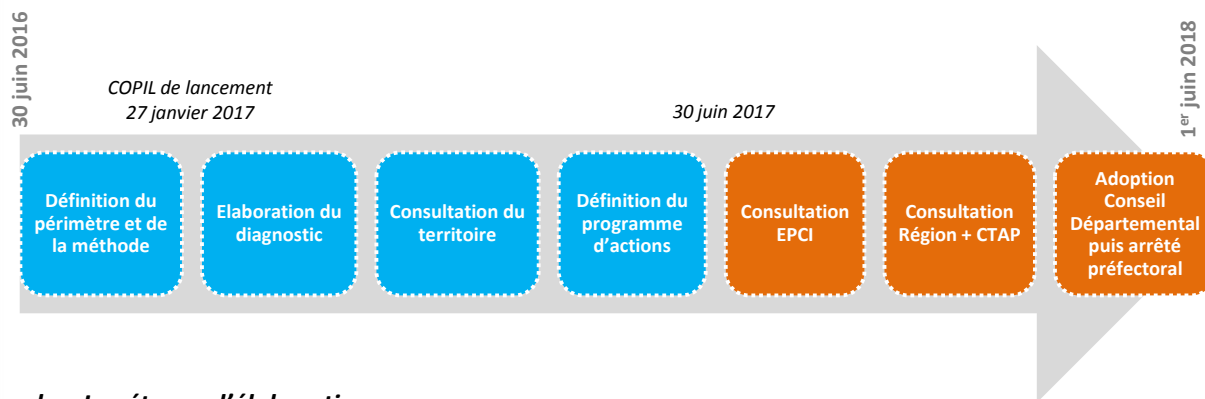 30 juin 2016
COPIL de lancement
27 janvier 2017
30 juin 2017
1er juin 2018
Définition du
périmètre et de
la méthode
Elaboration du
diagnostic
Consultation du
territoire
Définition du
programme
d'actions
Consultation
EPCI
Consultation
Région + CTAP
Adoption
Conseil
Départemental
puis arrêté
préfectoral